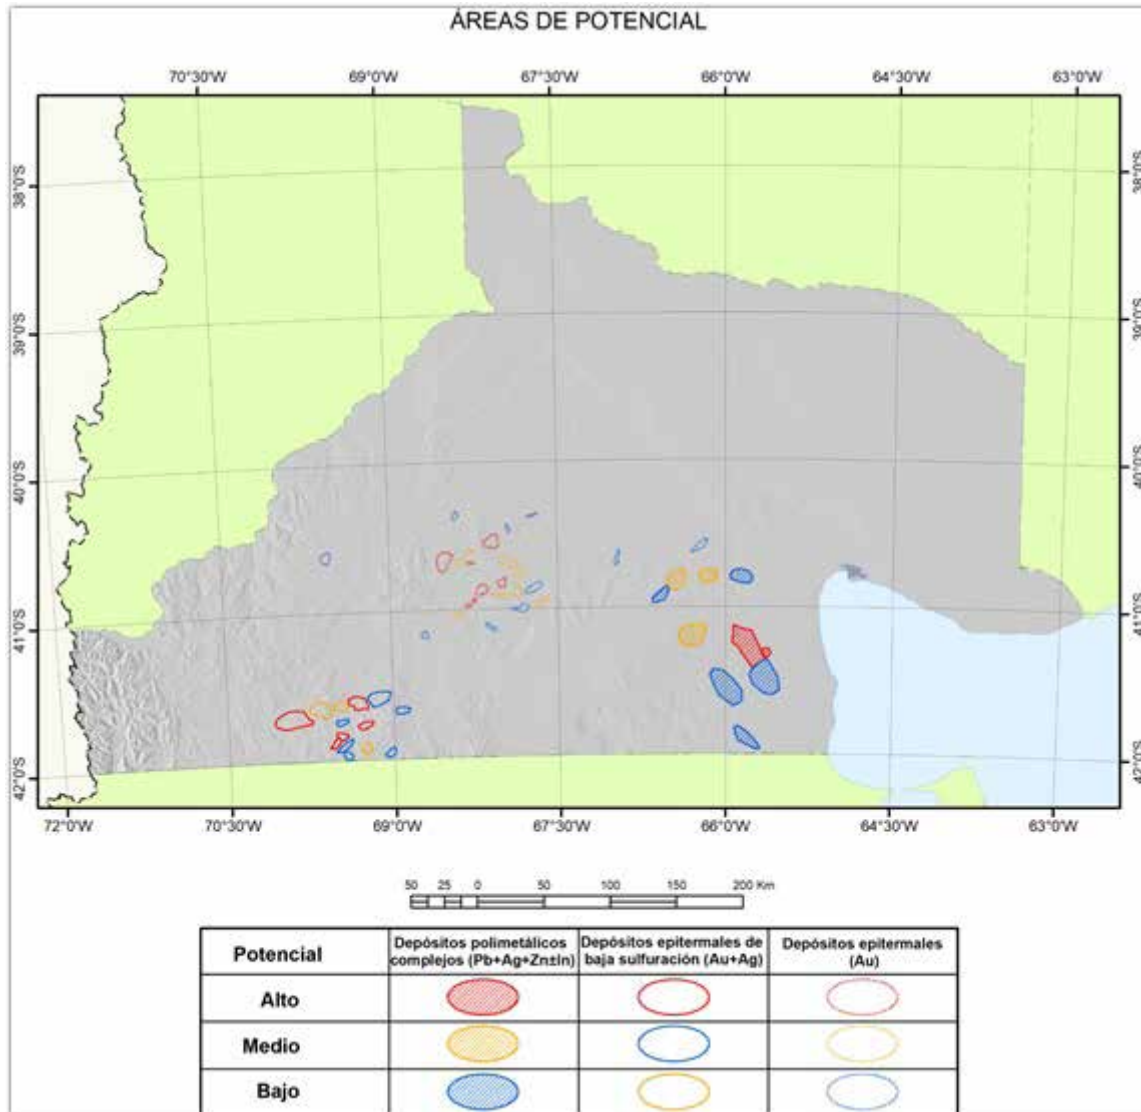 ÁREAS DE POTENCIAL
70°30'W 69°0'W 67°30'W 66°0'W 64°30'W 63°0'W
38°0'S 38°0'S
39°0'S 39°0'S
40°0'S 40°0'S
41°0'S 41°0'S
42°0'S 42°0'S
72°0'W 70°30'W 69°0'W 67°30'W 66°0'W 64°30'W 63°0'W
50 25 0 50 100 150 200 Km
Potencial Depósitos polimetálicos complejos (Pb+Ag+Zn±In) Depósitos epitermales de baja sulfuración (Au+Ag) Depósitos epitermales (Au)
Alto
Medio
Bajo